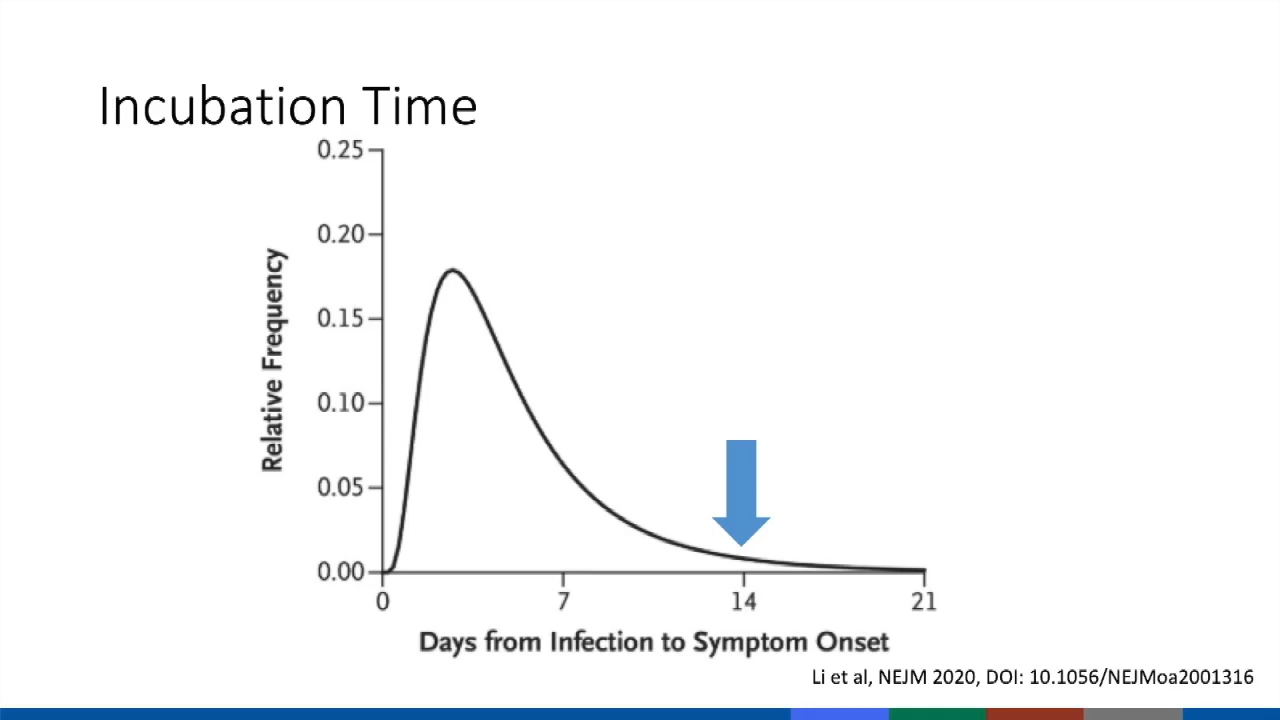 Incubation Time
0.25
0.20
0.15
0.10
0.05
0.00
Relative Frequency
0 7 14 21
Days from Infection to Symptom Onset
Li et al, NEJM 2020, DOI: 10.1056/NEJMoa2001316